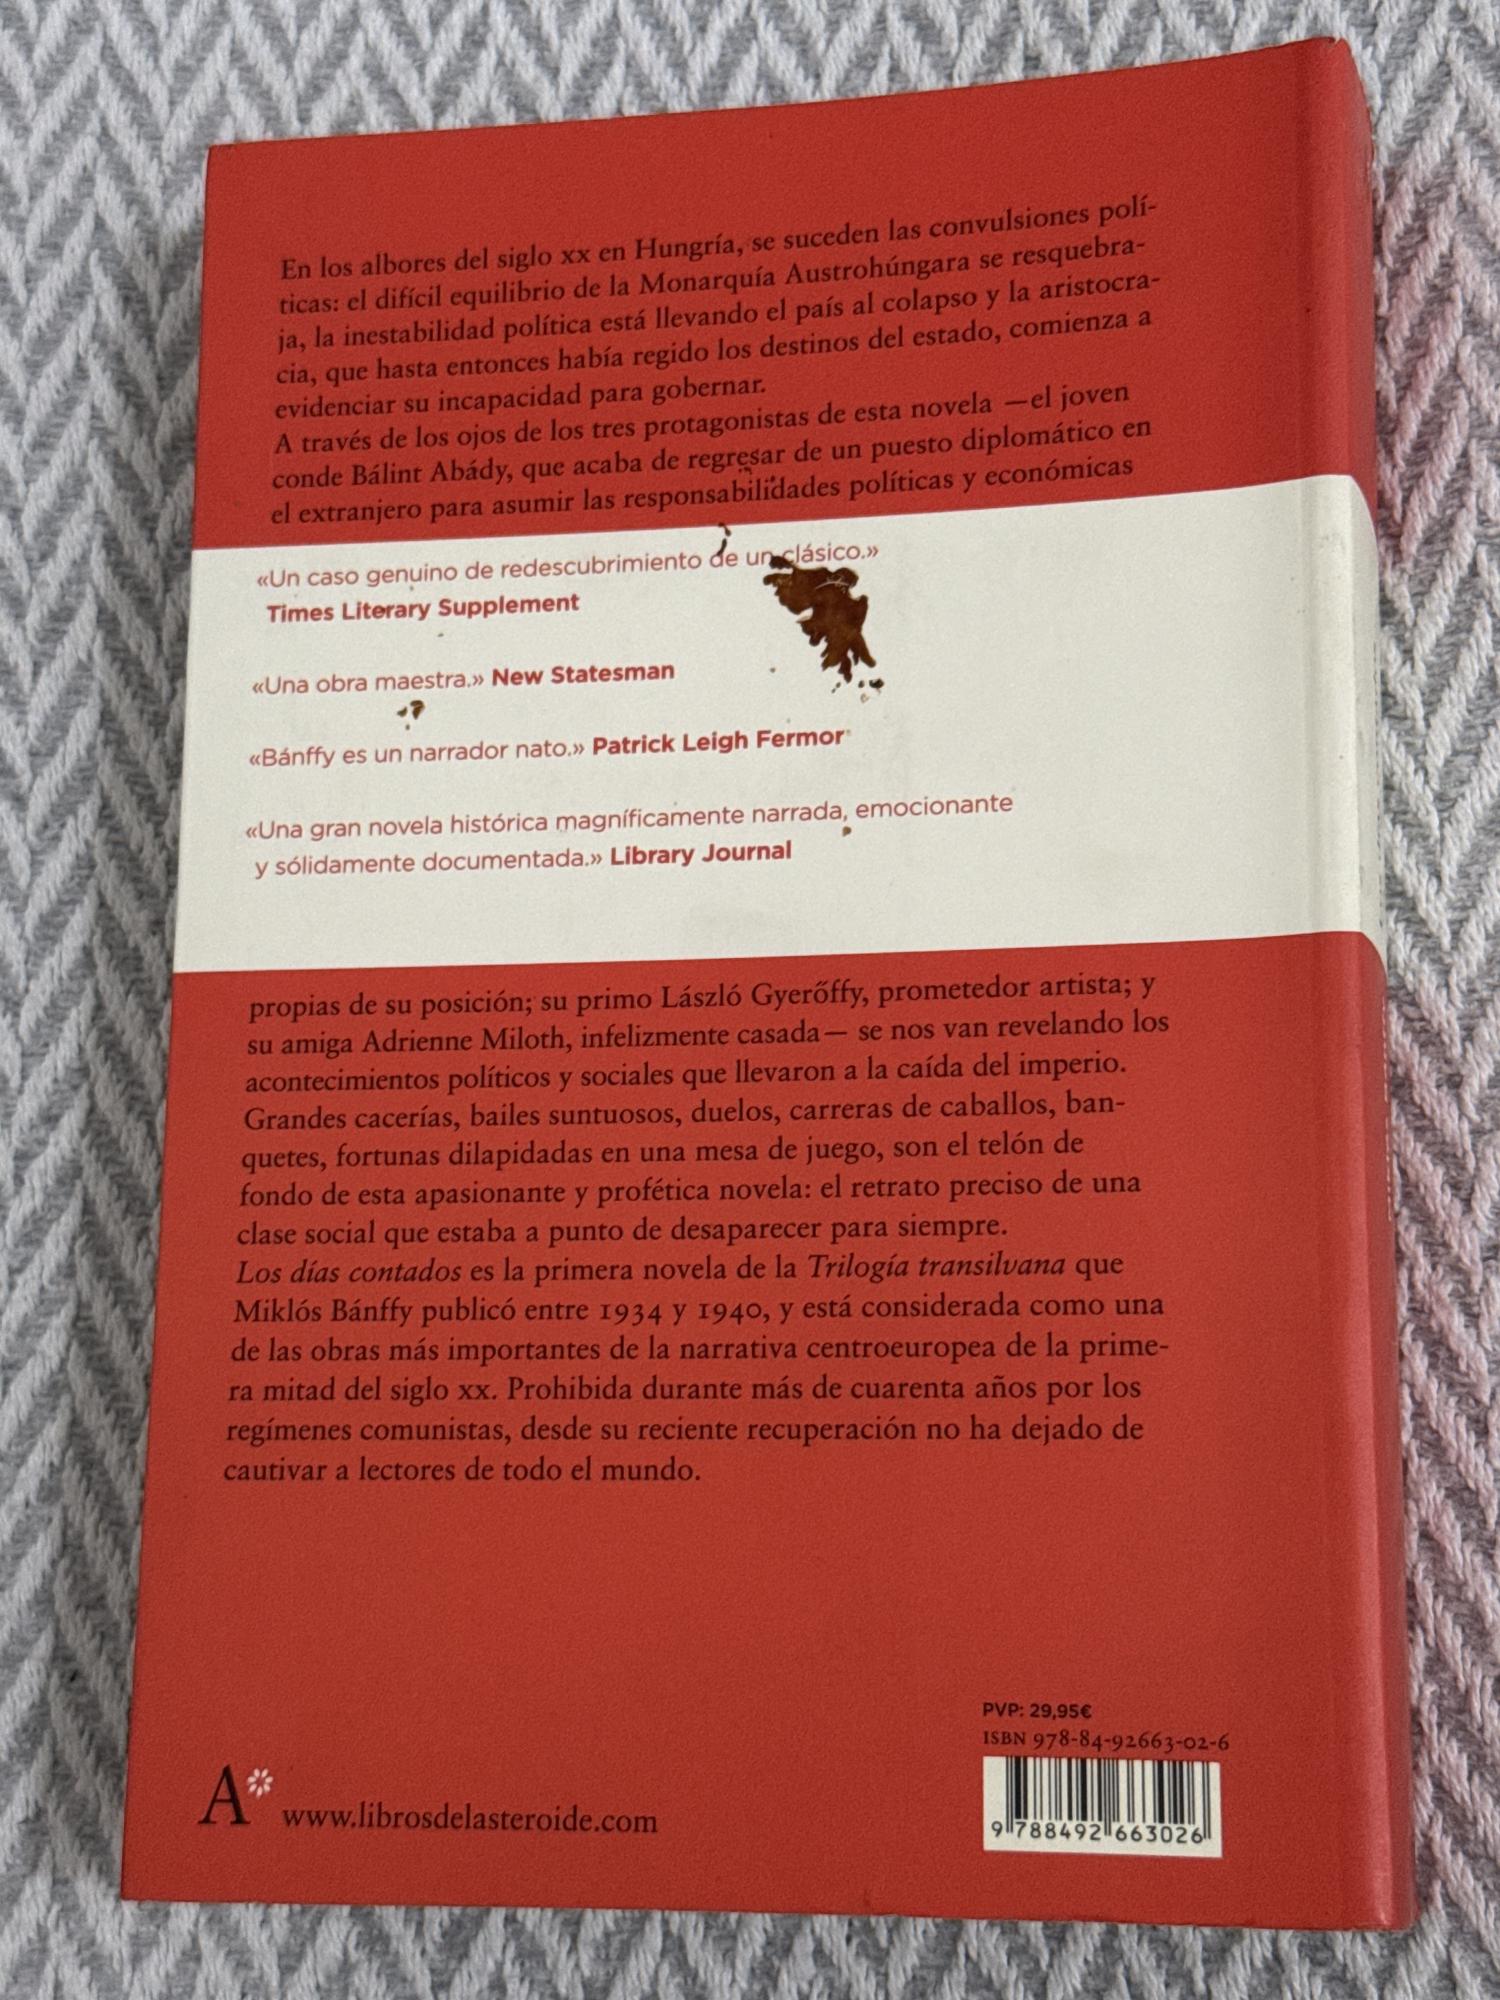 En los albores del siglo xx en Hungría, se suceden las convulsiones polí-
ticas: el difícil equilibrio de la Monarquía Austrohúngara se resquebra-
ja, la inestabilidad política está llevando el país al colapso y la aristocra-
cia, que hasta entonces había regido los destinos del estado, comienza a
evidenciar su incapacidad para gobernar.
A través de los ojos de los tres protagonistas de esta novela —el joven
conde Bálint Abády, que acaba de regresar de un puesto diplomático en
el extranjero para asumir las responsabilidades políticas y económicas
«Un caso genuino de redescubrimiento de un clásico.»
Times Literary Supplement
«Una obra maestra.» New Statesman
«Bánffy es un narrador nato.» Patrick Leigh Fermor
«Una gran novela histórica magníficamente narrada, emocionante
y sólidamente documentada.» Library Journal
propias de su posición; su primo László Gyerőffy, prometedor artista; y
su amiga Adrienne Miloth, infelizmente casada— se nos van revelando los
acontecimientos políticos y sociales que llevaron a la caída del imperio.
Grandes cacerías, bailes suntuosos, duelos, carreras de caballos, ban-
quetes, fortunas dilapidadas en una mesa de juego, son el telón de
fondo de esta apasionante y profética novela: el retrato preciso de una
clase social que estaba a punto de desaparecer para siempre.
Los días contados es la primera novela de la Trilogía transilvana que
Miklós Bánffy publicó entre 1934 y 1940, y está considerada como una
de las obras más importantes de la narrativa centroeuropea de la prime-
ra mitad del siglo xx. Prohibida durante más de cuarenta años por los
regímenes comunistas, desde su reciente recuperación no ha dejado de
cautivar a lectores de todo el mundo.
PVP: 29,95€
ISBN 978-84-92663-02-6
9 788492 663026
A* www.librosdelasteroide.com